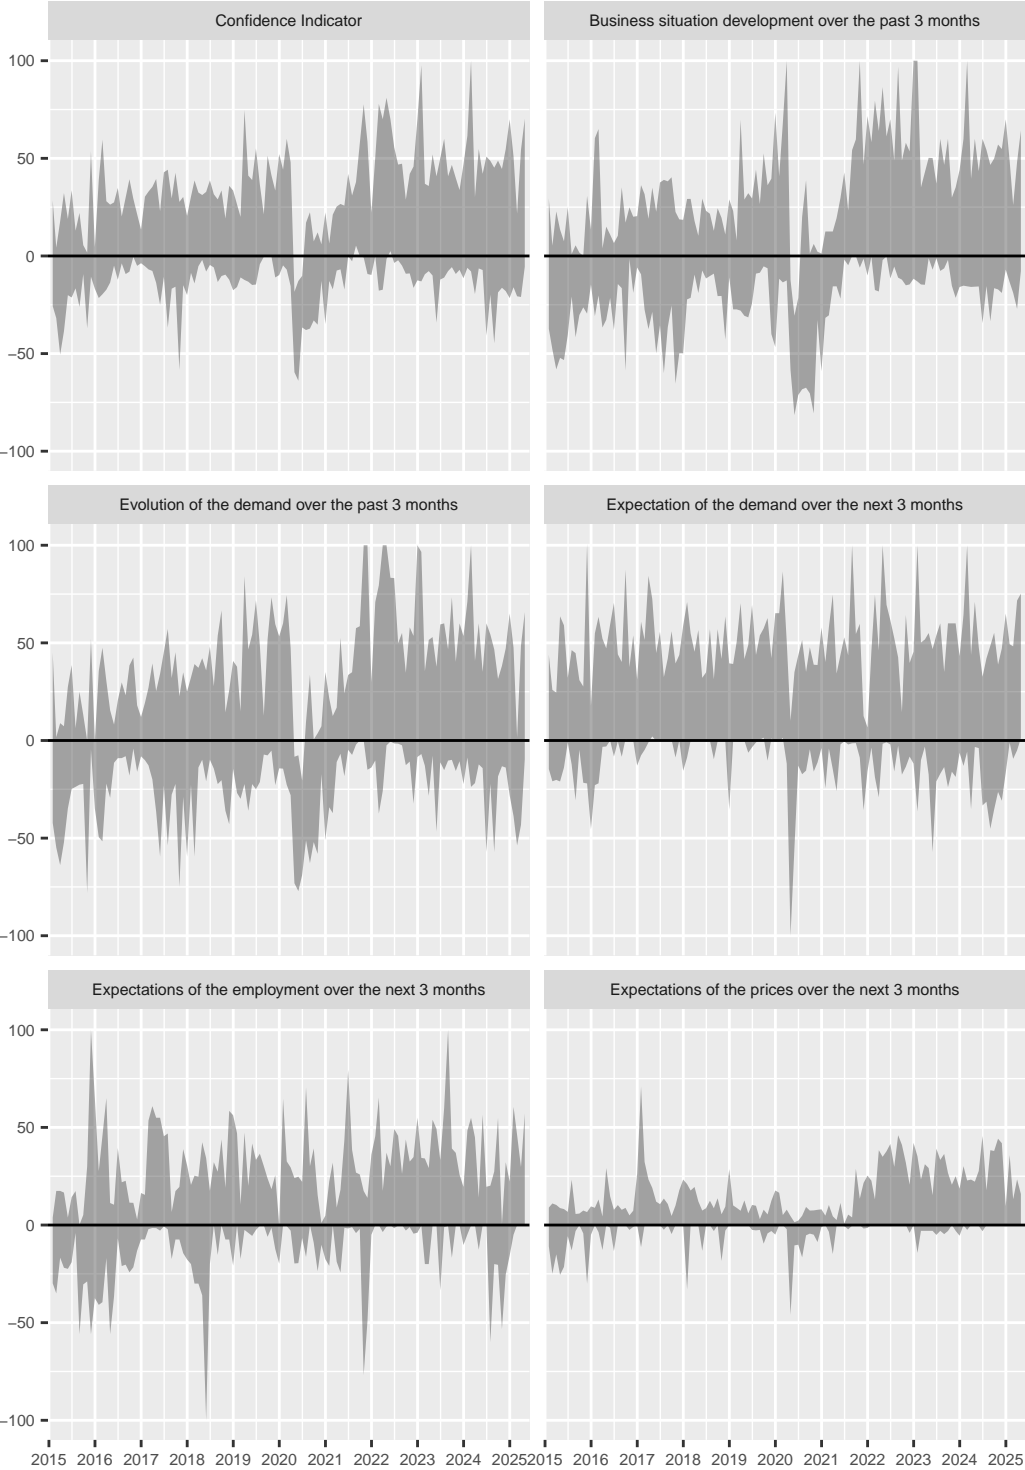 Confidence Indicator
Business situation development over the past 3 months
100
50
0
−50
−100
Evolution of the demand over the past 3 months
Expectation of the demand over the next 3 months
100
50
0
−50
−100
Expectations of the employment over the next 3 months
Expectations of the prices over the next 3 months
100
50
0
−50
−100
2015 2016 2017 2018 2019 2020 2021 2022 2023 2024 2025
2015 2016 2017 2018 2019 2020 2021 2022 2023 2024 2025